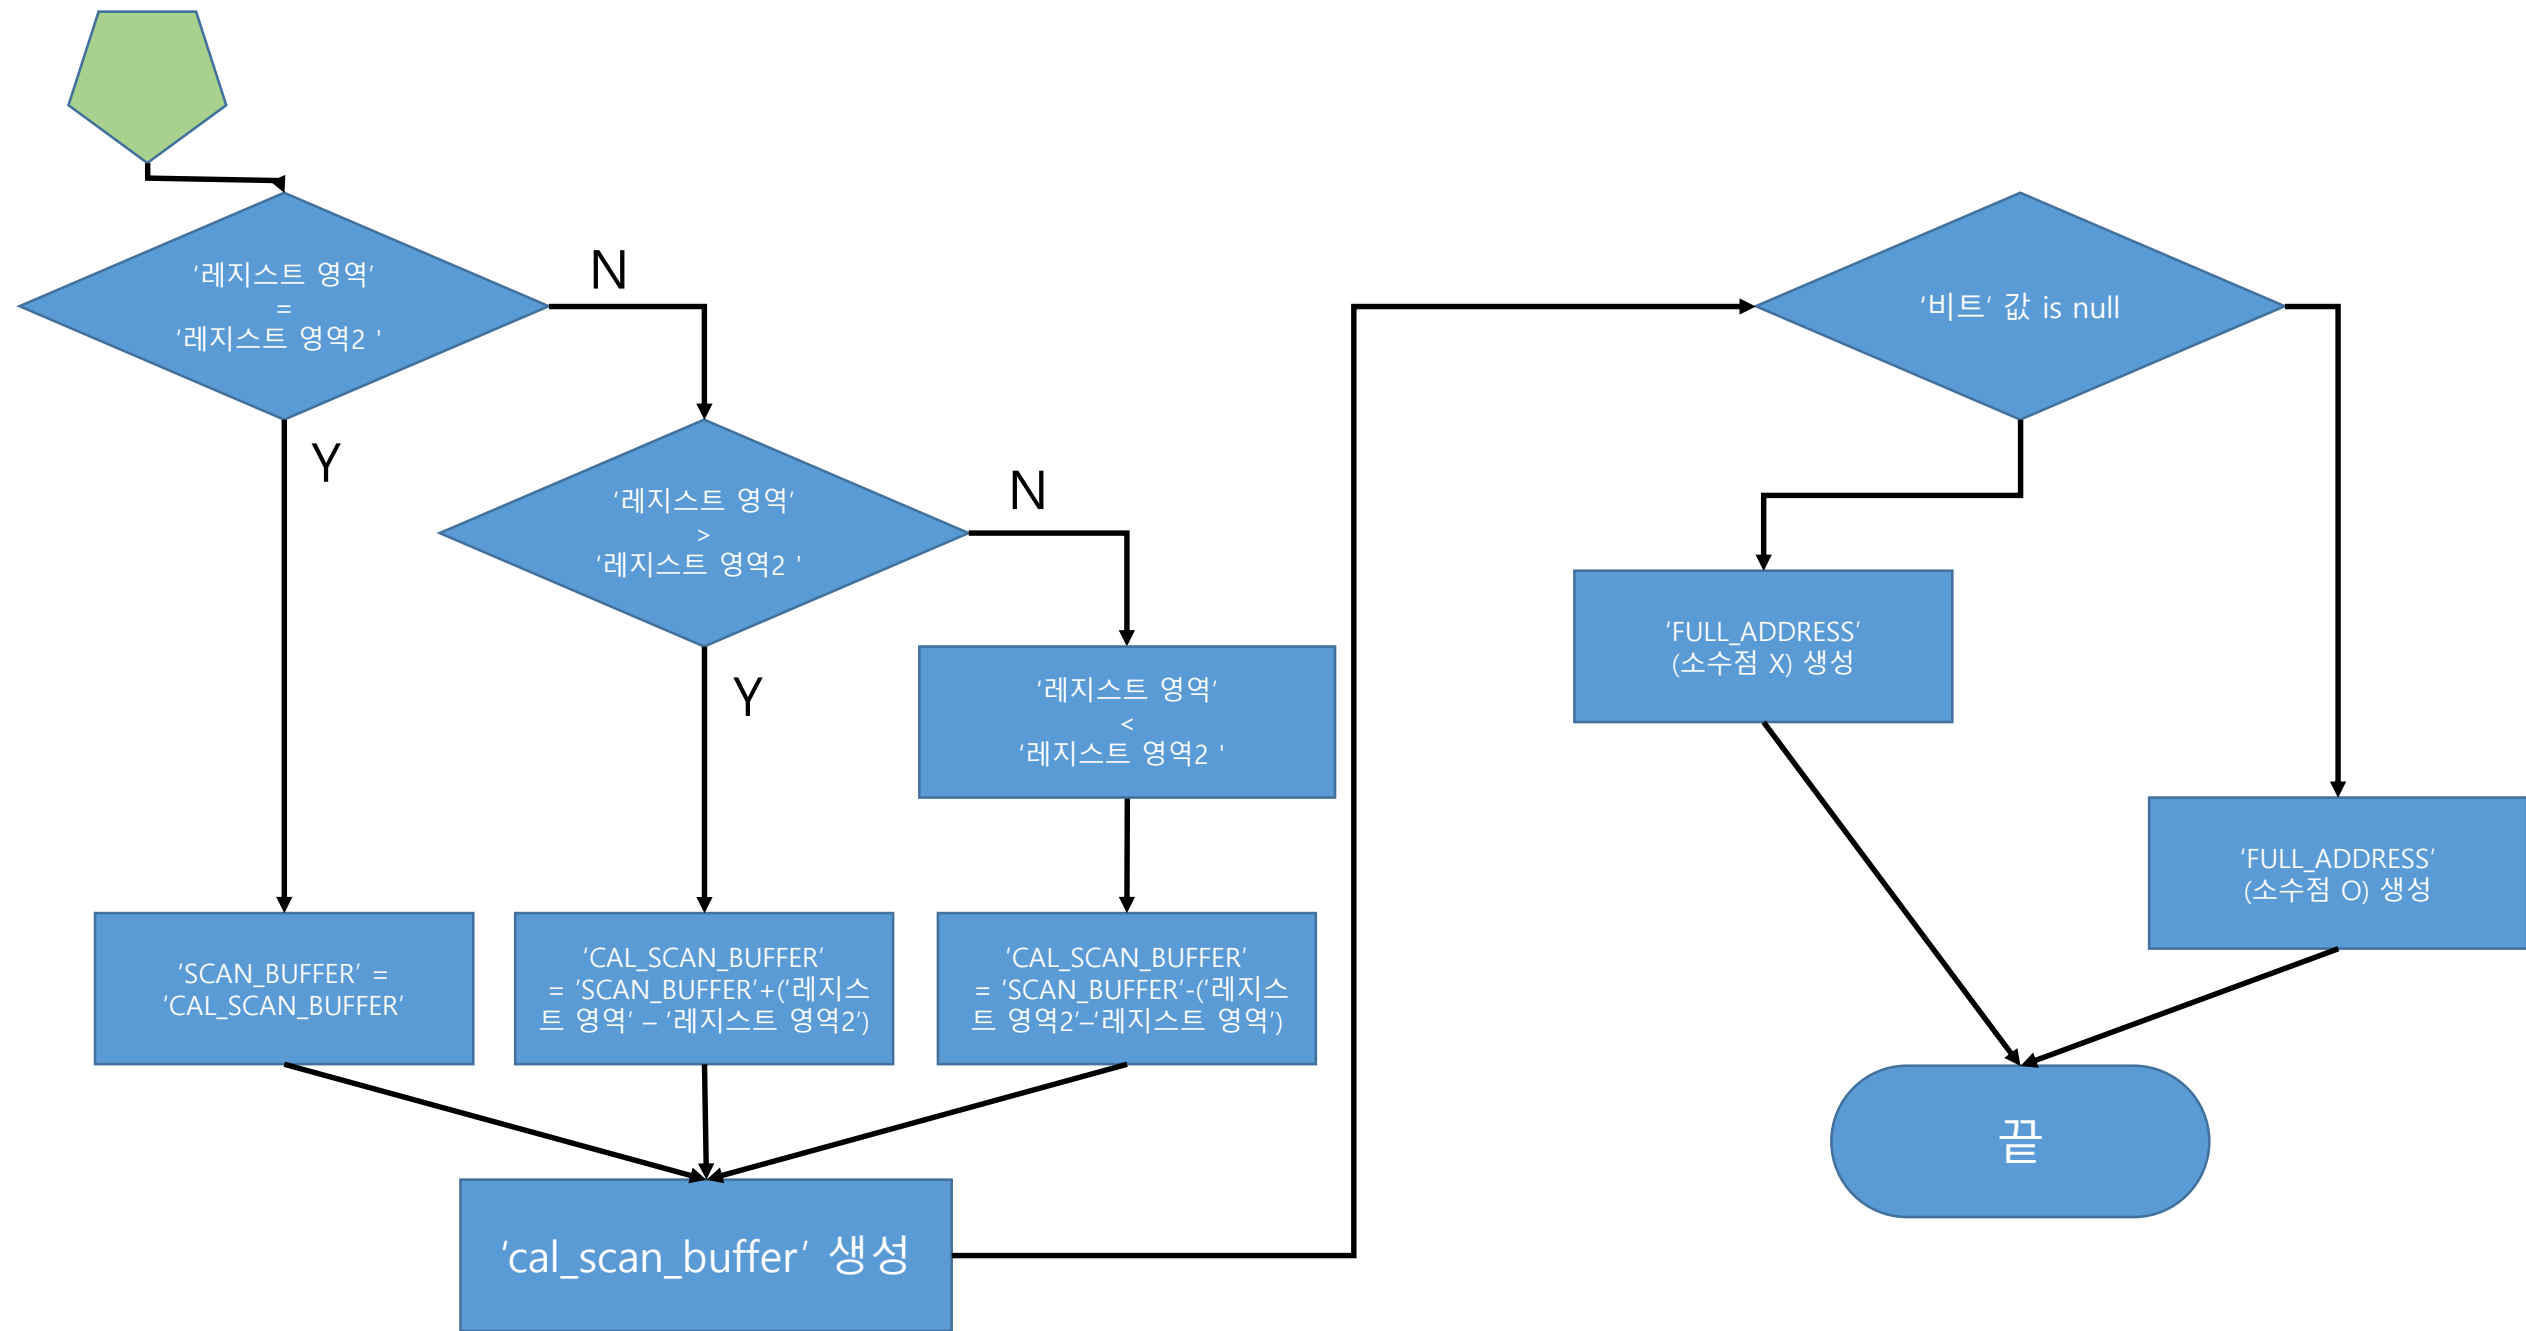 ‘레지스트 영역’
=
‘레지스트 영역2 '
N
Y
‘레지스트 영역’
>
‘레지스트 영역2 '
N
Y
‘레지스트 영역’
<
‘레지스트 영역2 '
‘SCAN_BUFFER’ =
‘CAL_SCAN_BUFFER’
‘CAL_SCAN_BUFFER’
= ‘SCAN_BUFFER’+(‘레지스
트 영역’ – ‘레지스트 영역2’)
‘CAL_SCAN_BUFFER’
= ‘SCAN_BUFFER’-(‘레지스
트 영역2’–‘레지스트 영역’)
‘cal_scan_buffer’ 생성
‘비트’ 값 is null
‘FULL_ADDRESS’
(소수점 X) 생성
‘FULL_ADDRESS’
(소수점 O) 생성
끝